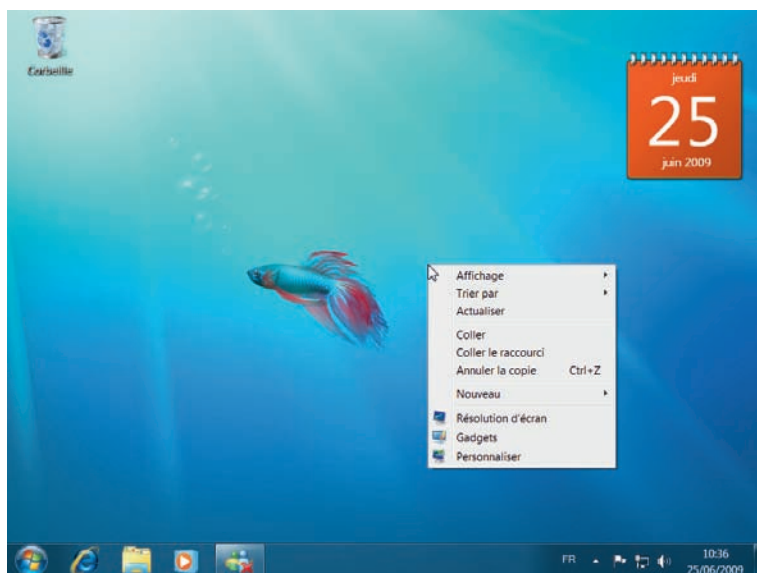 Corbeille
jeudi
25
juin 2009
Affichage
Trier par
Actualiser
Coller
Coller le raccourci
Annuler la copie Ctrl+Z
Nouveau
Résolution d'écran
Gadgets
Personnaliser
FR
10:36
25/06/2009